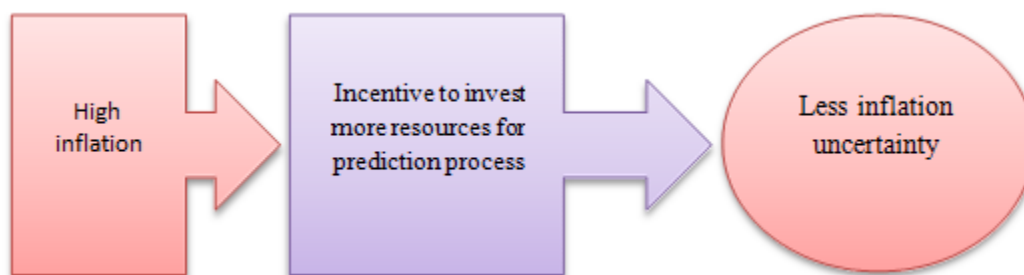 High
inflation
Incentive to invest
more resources for
prediction process
Less inflation
uncertainty